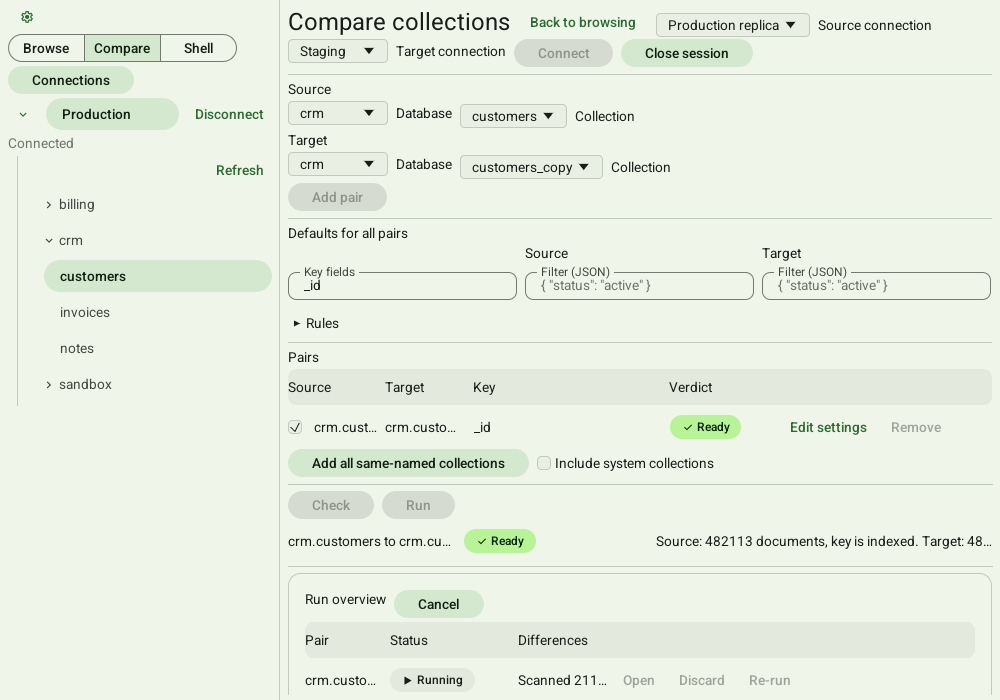 Browse Compare Shell
Connections
Production Disconnect
Connected
Refresh
billing
crm
customers
invoices
notes
sandbox
Compare collections Back to browsing Production replica Source connection
Staging Target connection Connect Close session
Source
crm Database customers Collection
Target
crm Database customers_copy Collection
Add pair
Defaults for all pairs
Source Target
Key fields Filter (JSON) Filter (JSON)
_id { "status": "active" } { "status": "active" }
Rules
Pairs
Source Target Key Verdict
crm.cust… crm.custo… _id Ready Edit settings Remove
Add all same-named collections Include system collections
Check Run
crm.customers to crm.cu… Ready Source: 482113 documents, key is indexed. Target: 48…
Run overview Cancel
Pair Status Differences
crm.custo… Running Scanned 211… Open Discard Re-run